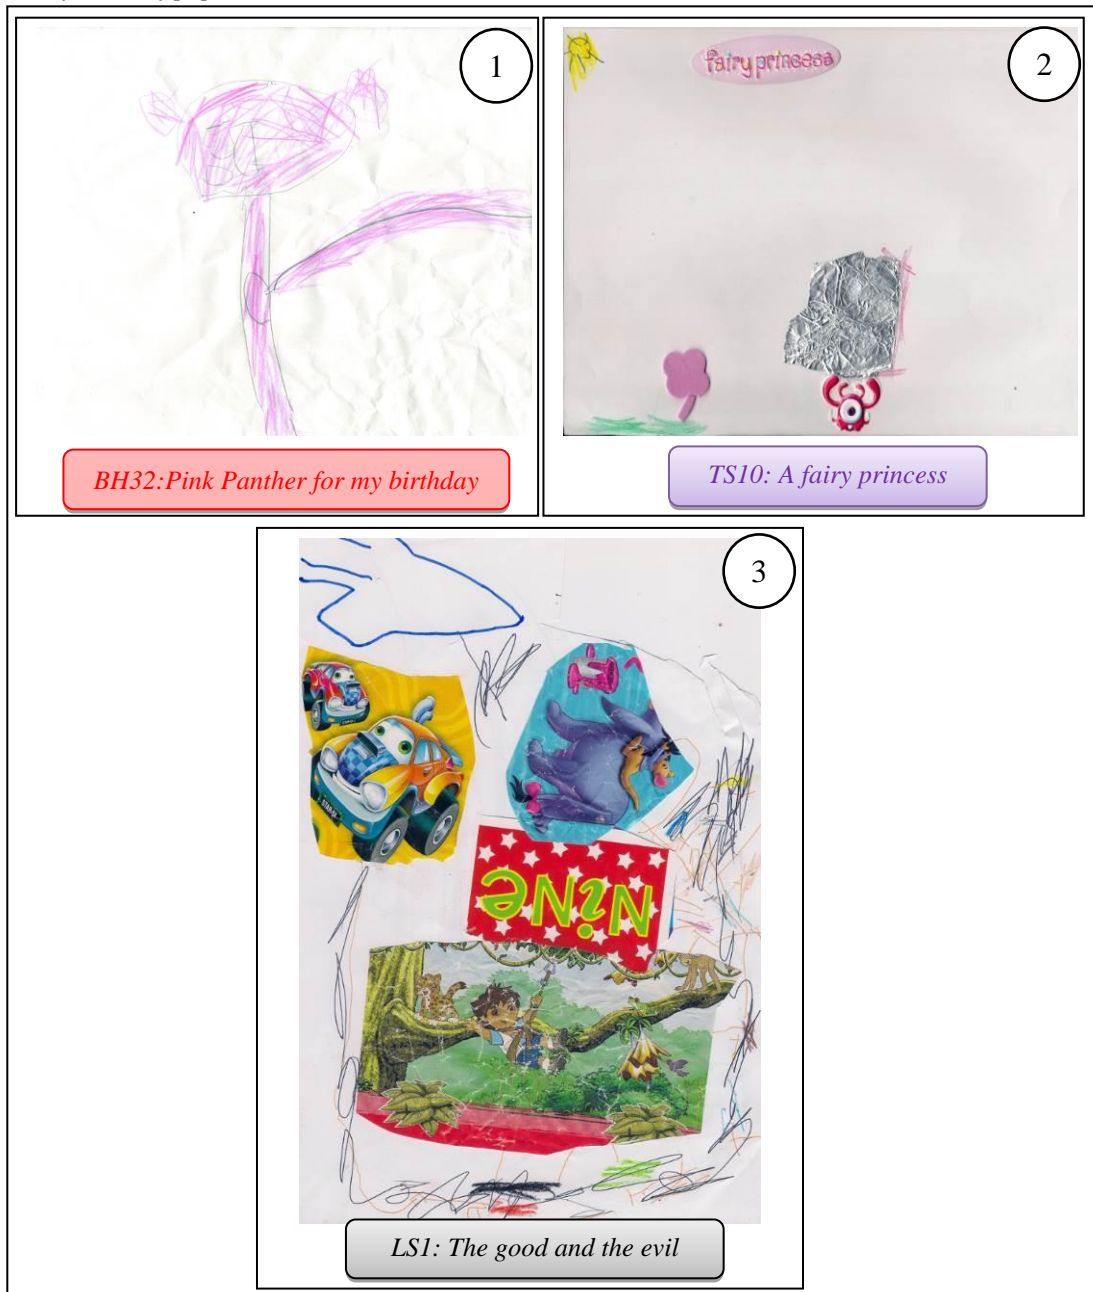 1
2
fairy princess
BH32:Pink Panther for my birthday
TS10: A fairy princess
3
NiNe
LS1: The good and the evil